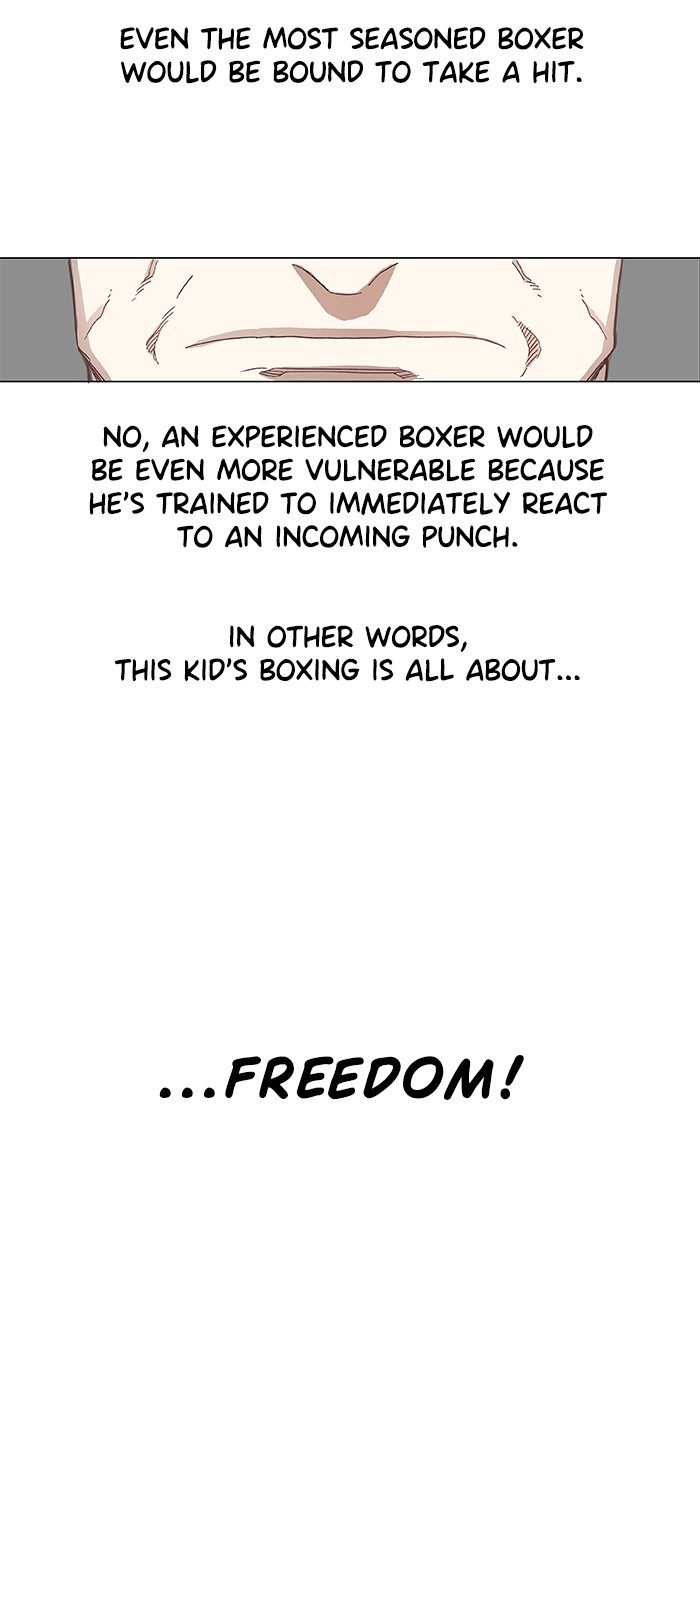 EVEN THE MOST SEASONED BOXER
WOULD BE BOUND TO TAKE A HIT.
NO, AN EXPERIENCED BOXER WOULD
BE EVEN MORE VULNERABLE BECAUSE
HE'S TRAINED TO IMMEDIATELY REACT
TO AN INCOMING PUNCH.
IN OTHER WORDS,
THIS KID'S BOXING IS ALL ABOUT...
...FREEDOM!